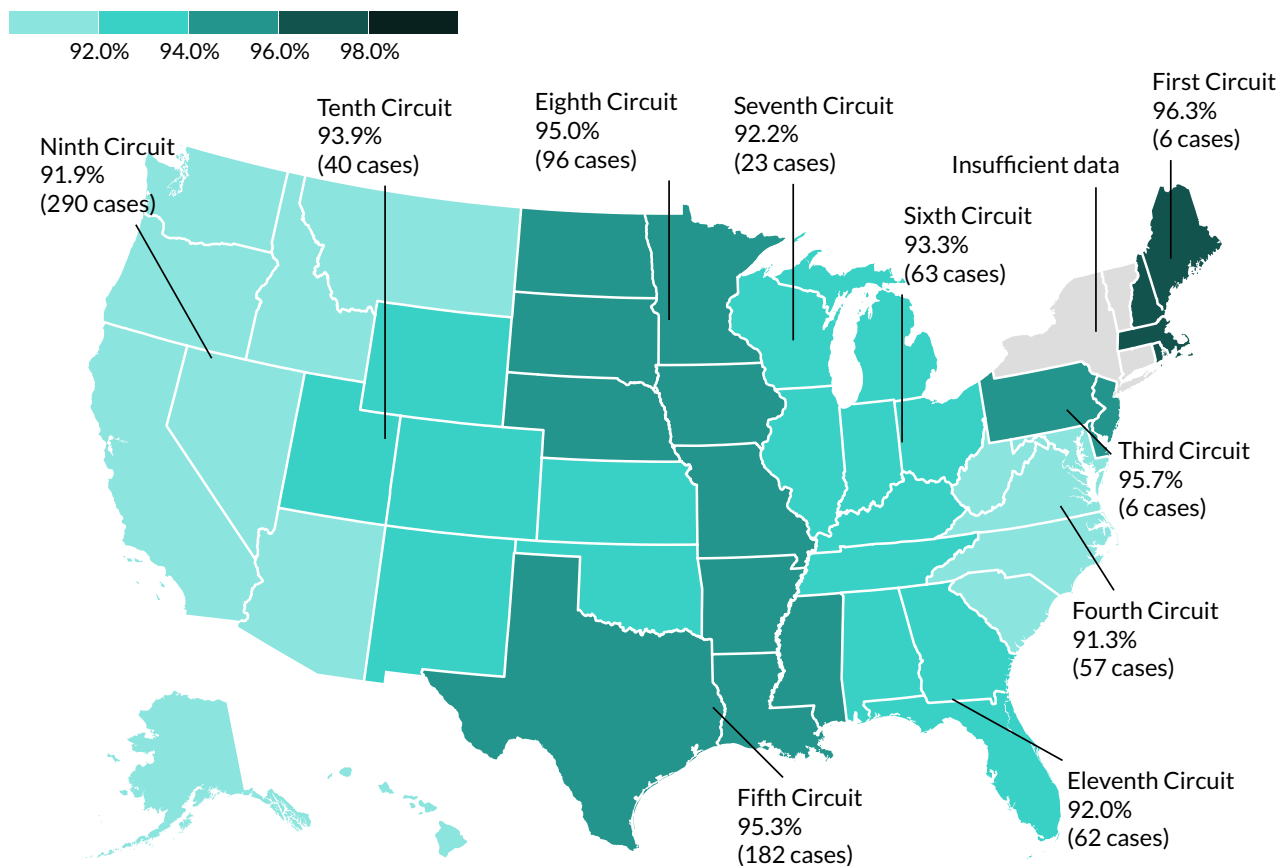 92.0%
94.0%
96.0%
98.0%
First Circuit
96.3%
(6 cases)
Eighth Circuit
95.0%
(96 cases)
Seventh Circuit
92.2%
(23 cases)
Tenth Circuit
93.9%
(40 cases)
Ninth Circuit
91.9%
(290 cases)
Insufficient data
Sixth Circuit
93.3%
(63 cases)
Third Circuit
95.7%
(6 cases)
Fourth Circuit
91.3%
(57 cases)
Eleventh Circuit
92.0%
(62 cases)
Fifth Circuit
95.3%
(182 cases)